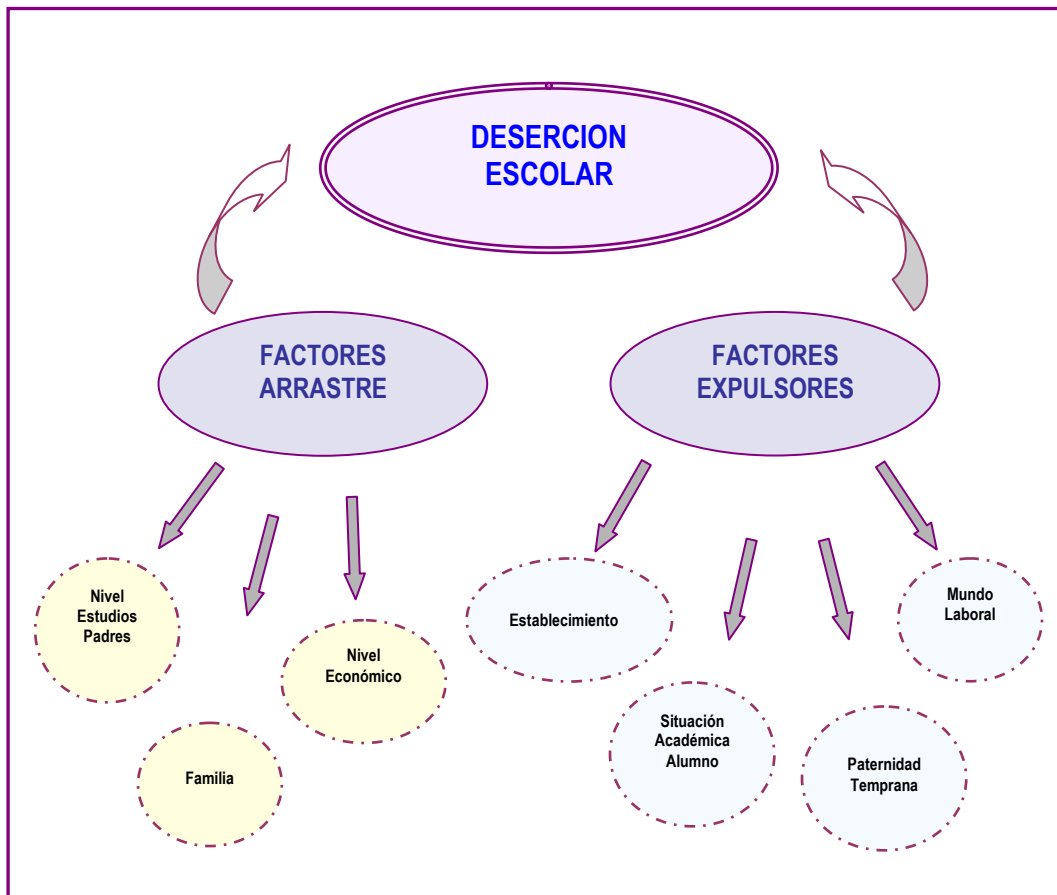 DESERCION
ESCOLAR
FACTORES
ARRASTRE
FACTORES
EXPULSORES
Nivel
Estudios
Padres
Familia
Nivel
Económico
Establecimiento
Situación
Académica
Alumno
Paternidad
Temprana
Mundo
Laboral